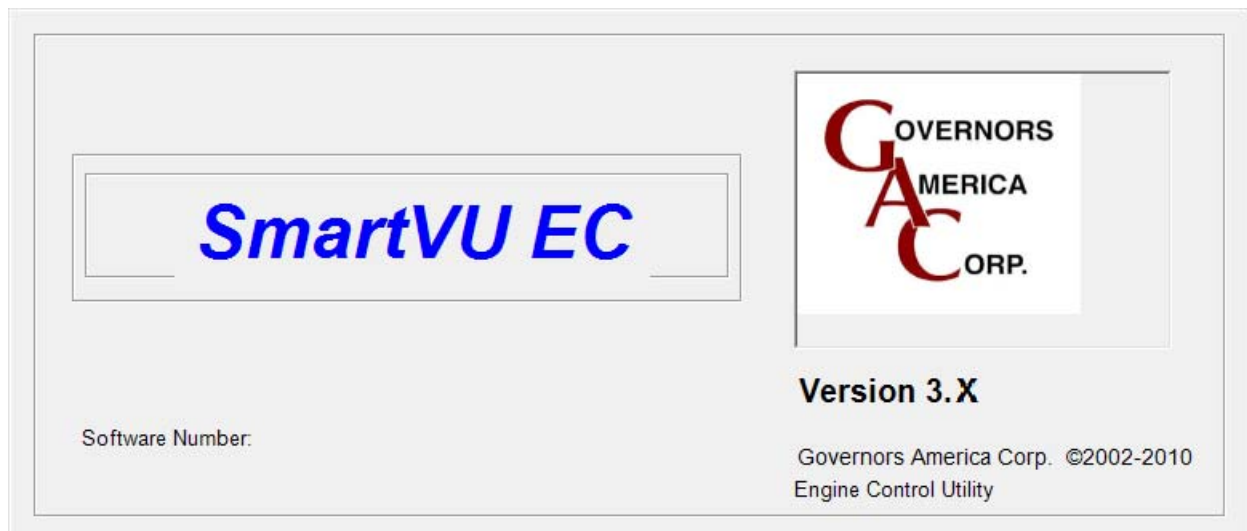 SmartVU EC
GOVERNORS
AMERICA
CORP.
Version 3.X
Software Number:
Governors America Corp. ©2002-2010
Engine Control Utility